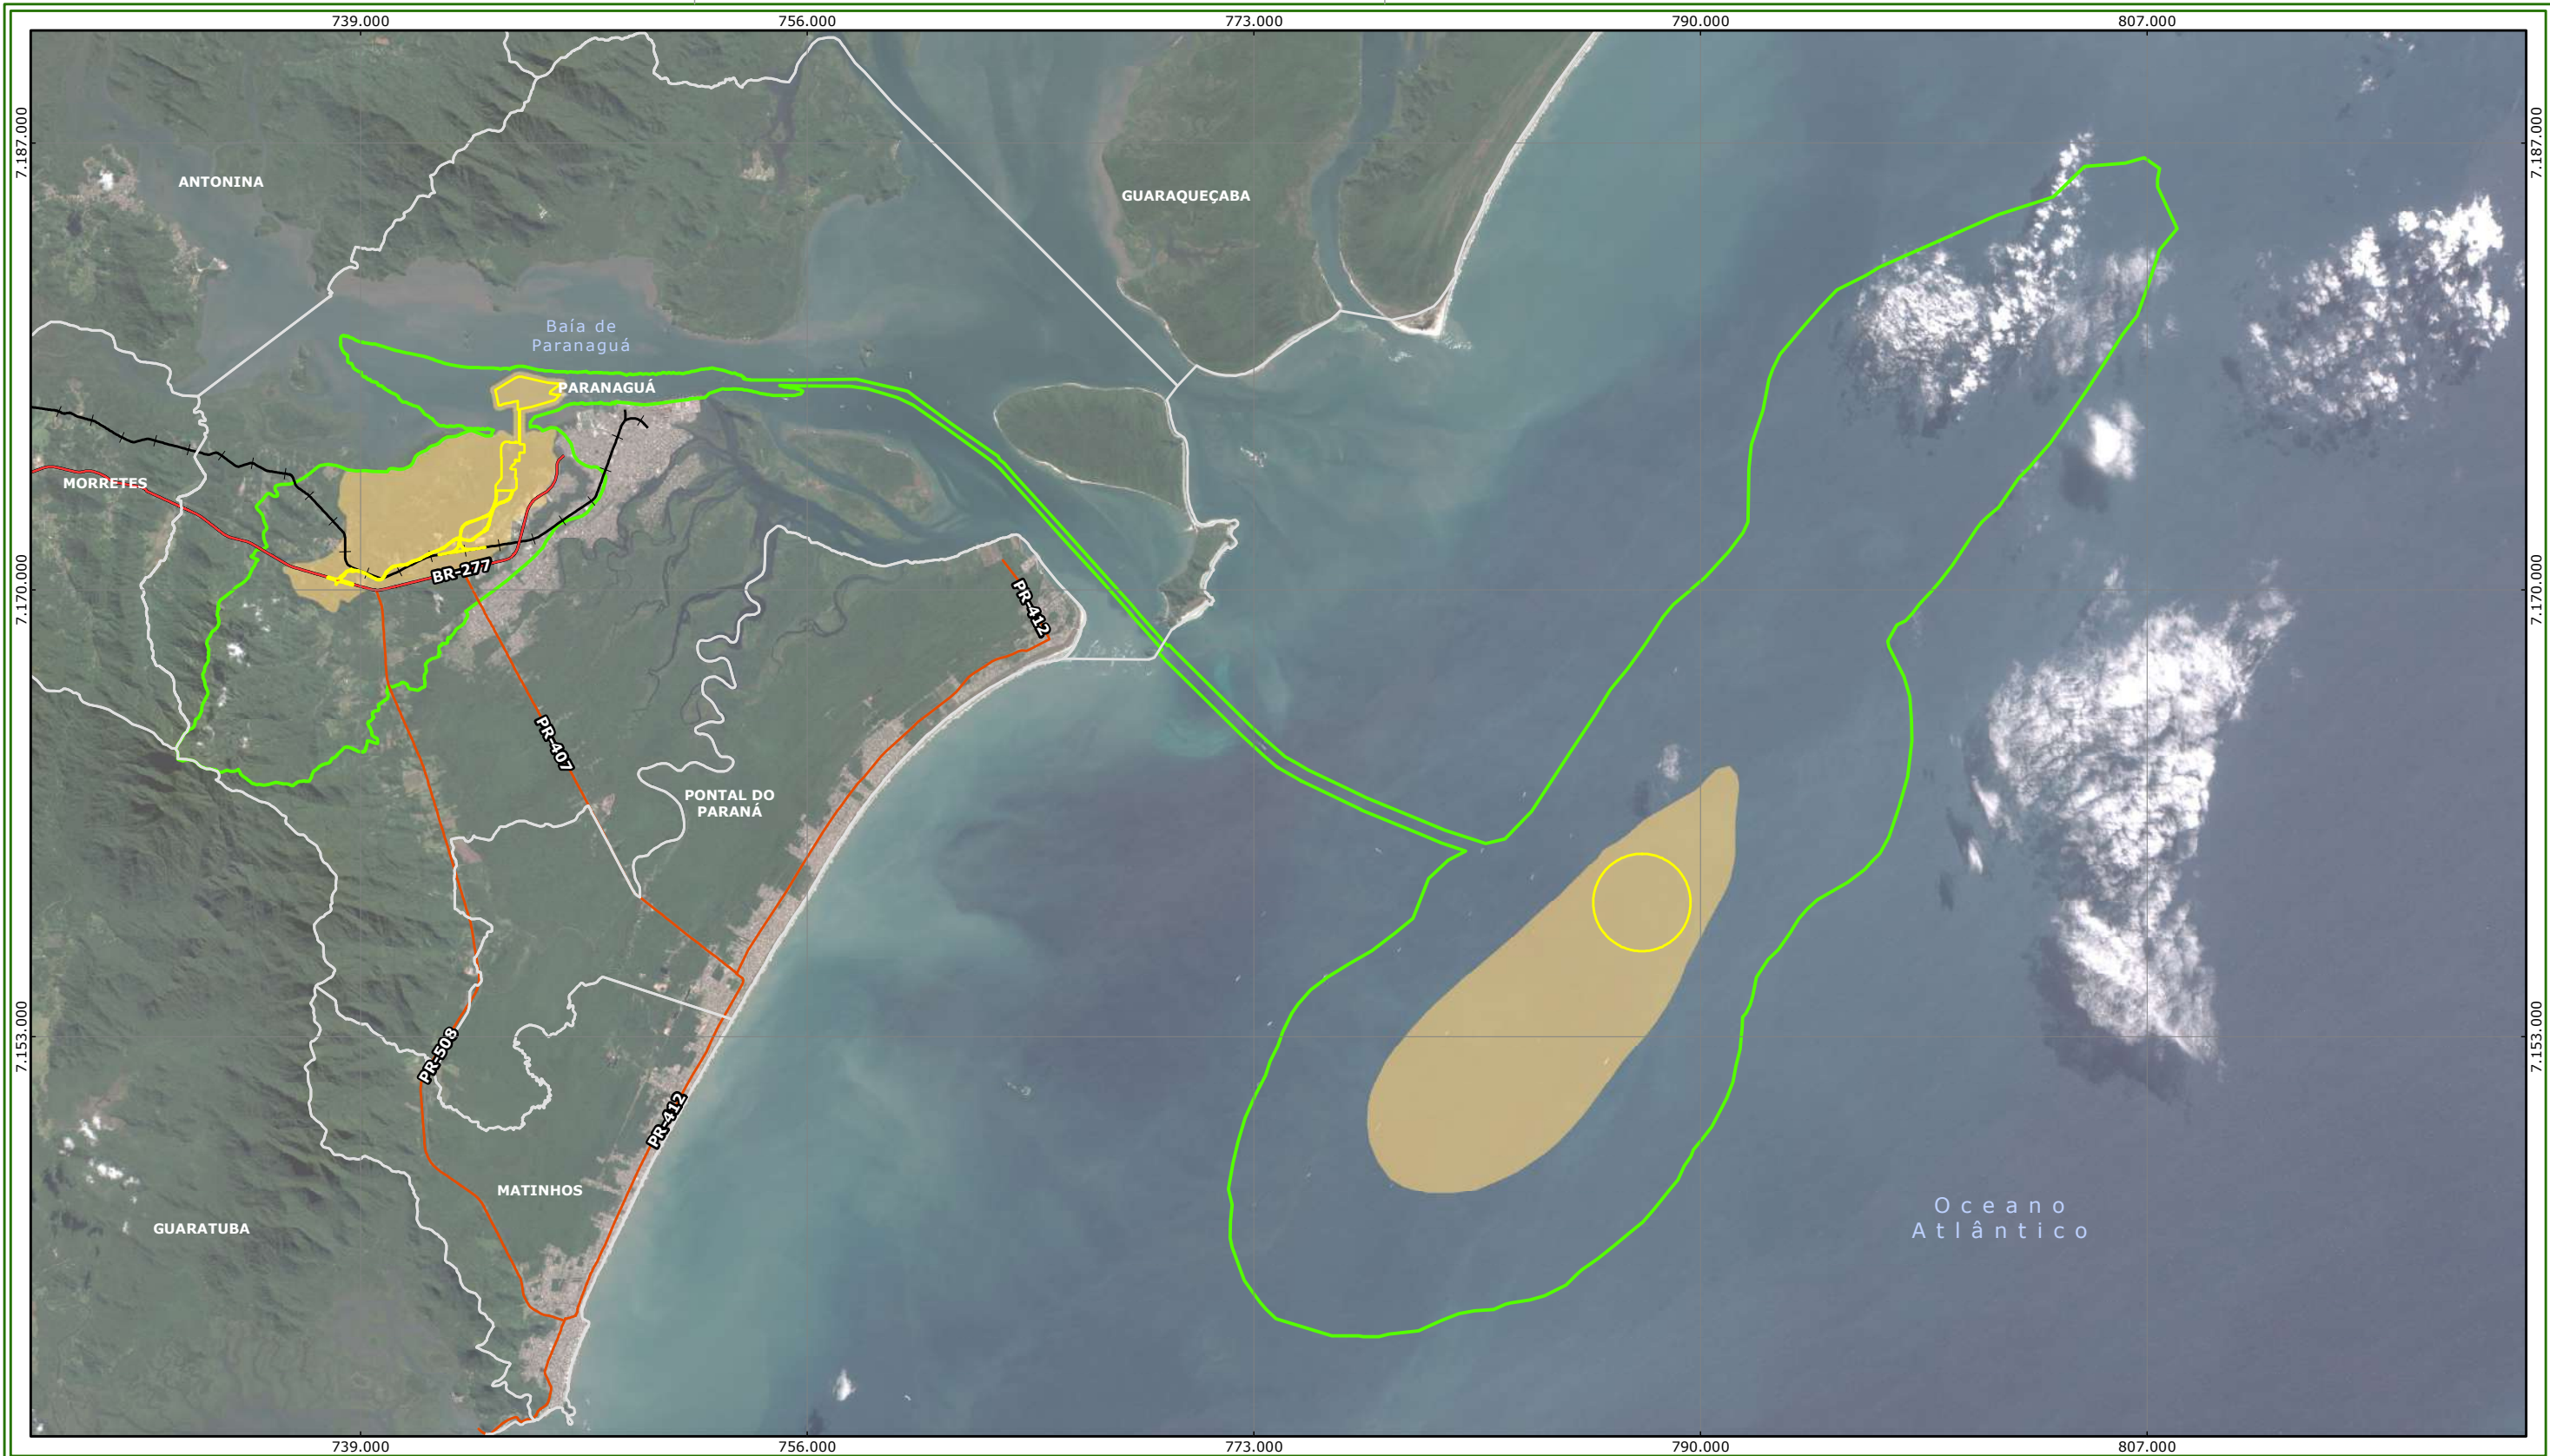 739.000
756.000
773.000
790.000
807.000
7.187.000
7.187.000
ANTONINA
GUARAQUEÇABA
Baía de
Paranaguá
PARANAGUÁ
MORRETES
BR-277
7.170.000
7.170.000
PR-412
PR-407
PONTAL DO
PARANÁ
7.153.000
7.153.000
PR-508
PR-412
MATINHOS
GUARATUBA
Oceano
Atlântico
739.000
756.000
773.000
790.000
807.000